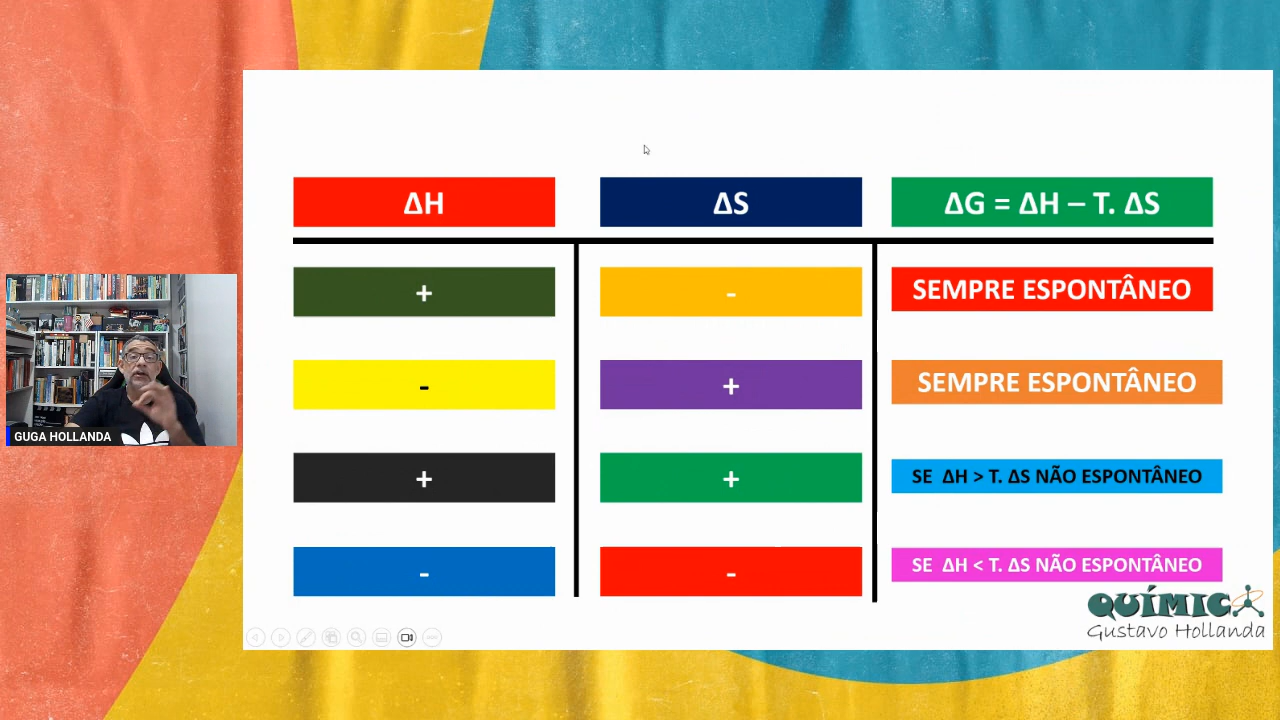 ΔH ΔS ΔG = ΔH – T. ΔS
+ - SEMPRE ESPONTÂNEO
- + SEMPRE ESPONTÂNEO
+ + SE ΔH > T. ΔS NÃO ESPONTÂNEO
- - SE ΔH < T. ΔS NÃO ESPONTÂNEO
GUGA HOLLANDA
QUÍMICA
Gustavo Hollanda